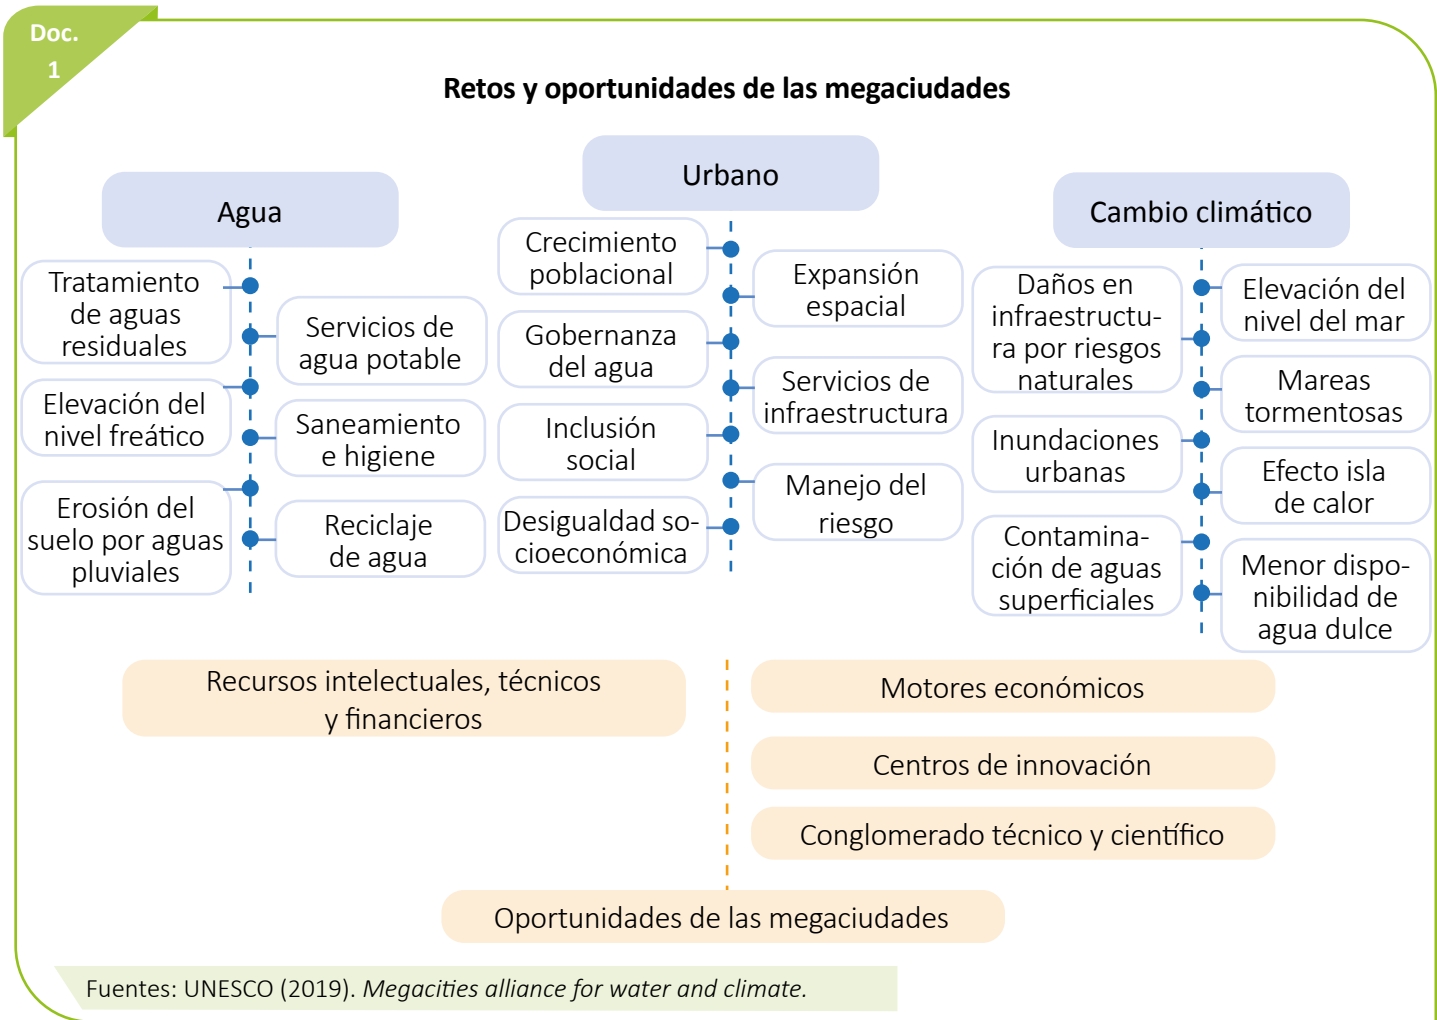 Doc.
1
Retos y oportunidades de las megaciudades
Agua
Tratamiento
de aguas
residuales
Servicios de
agua potable
Elevación del
nivel freático
Saneamiento
e higiene
Erosión del
suelo por aguas
pluviales
Reciclaje
de agua
Urbano
Crecimiento
poblacional
Expansión
espacial
Gobernanza
del agua
Servicios de
infraestructura
Inclusión
social
Manejo del
riesgo
Desigualdad so-
cioeconómica
Cambio climático
Elevación del
nivel del mar
Daños en
infraestructu-
ra por riesgos
naturales
Mareas
tormentosas
Inundaciones
urbanas
Efecto isla
de calor
Contamina-
ción de aguas
superficiales
Menor dispo-
nibilidad de
agua dulce
Recursos intelectuales, técnicos
y financieros
Motores económicos
Centros de innovación
Conglomerado técnico y científico
Oportunidades de las megaciudades
Fuentes: UNESCO (2019). Megacities alliance for water and climate.